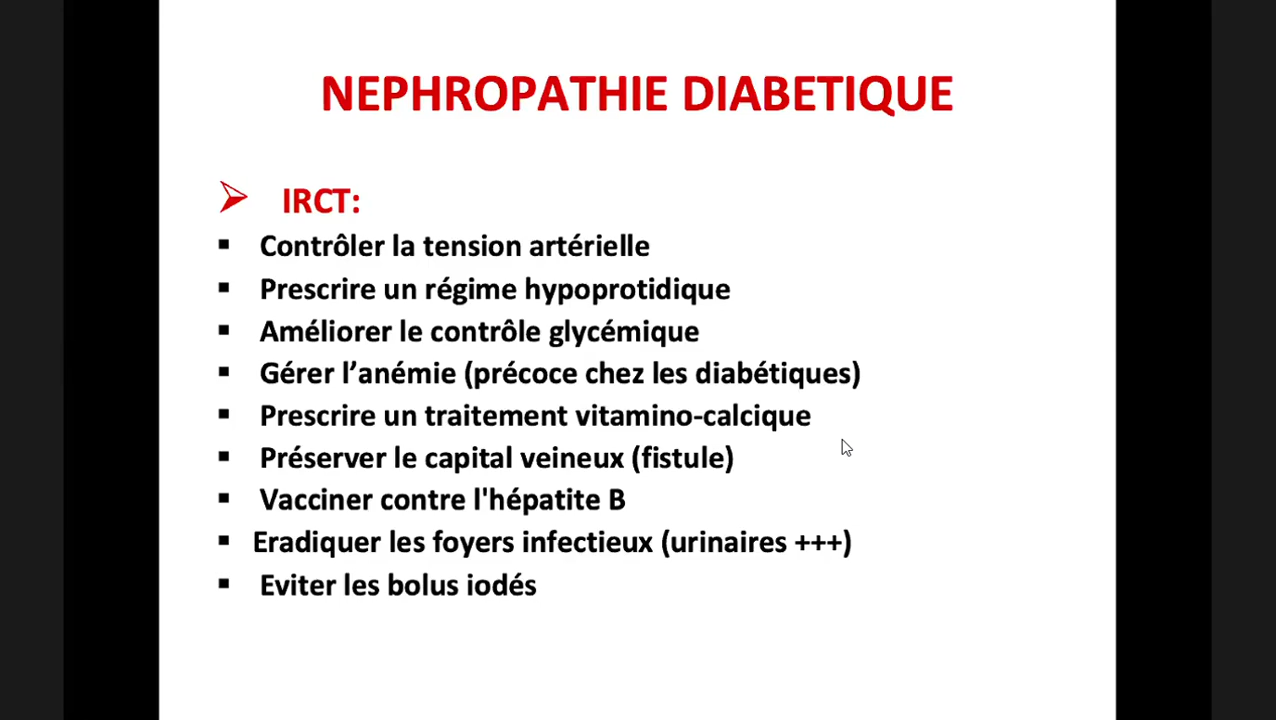 NEPHROPATHIE DIABETIQUE
IRCT:
Contrôler la tension artérielle
Prescrire un régime hypoprotidique
Améliorer le contrôle glycémique
Gérer l’anémie (précoce chez les diabétiques)
Prescrire un traitement vitamino-calcique
Préserver le capital veineux (fistule)
Vacciner contre l'hépatite B
Eradiquer les foyers infectieux (urinaires +++)
Eviter les bolus iodés